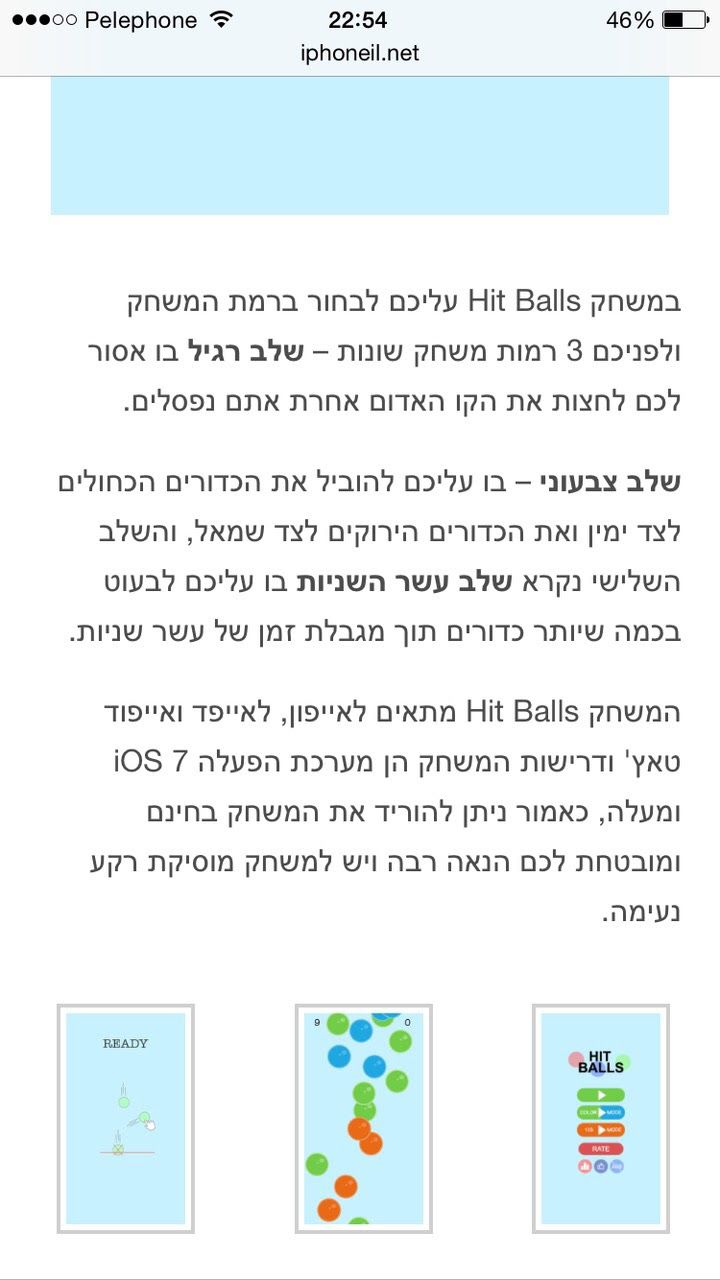 Pelephone 22:54 46%
iphoneil.net
במשחק Hit Balls עליכם לבחור ברמת המשחק
ולפניכם 3 רמות משחק שונות – שלב רגיל בו אסור
לכם לחצות את הקו האדום אחרת אתם נפסלים.
שלב צבעוני – בו עליכם להוביל את הכדורים הכחולים
לצד ימין ואת הכדורים הירוקים לצד שמאל, והשלב
השלישי נקרא שלב עשר השניות בו עליכם לבעוט
בכמה שיותר כדורים תוך מגבלת זמן של עשר שניות.
המשחק Hit Balls מתאים לאייפון, לאייפד ואייפוד
טאץ' ודרישות המשחק הן מערכת הפעלה iOS 7
ומעלה, כאמור ניתן להוריד את המשחק בחינם
ומובטחת לכם הנאה רבה ויש למשחק מוסיקת רקע
נעימה.
READY
9 0
HIT
BALLS
COLOR MODE
10S MODE
RATE